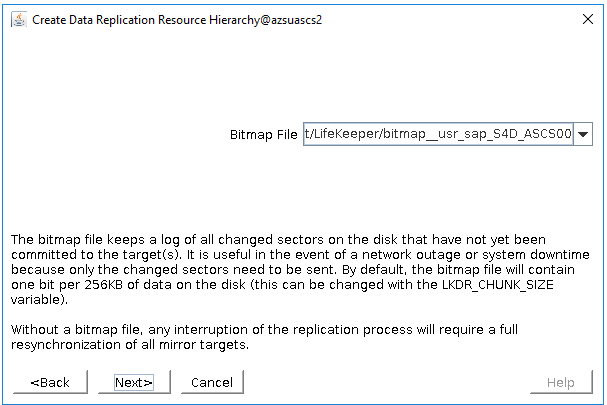 Create Data Replication Resource Hierarchy@azsuascs2
Bitmap File t/LifeKeeper/bitmap__usr_sap_S4D_ASCS00
The bitmap file keeps a log of all changed sectors on the disk that have not yet been
committed to the target(s). It is useful in the event of a network outage or system downtime
because only the changed sectors need to be sent. By default, the bitmap file will contain
one bit per 256KB of data on the disk (this can be changed with the LKDR_CHUNK_SIZE
variable).
Without a bitmap file, any interruption of the replication process will require a full
resynchronization of all mirror targets.
<Back Next> Cancel Help